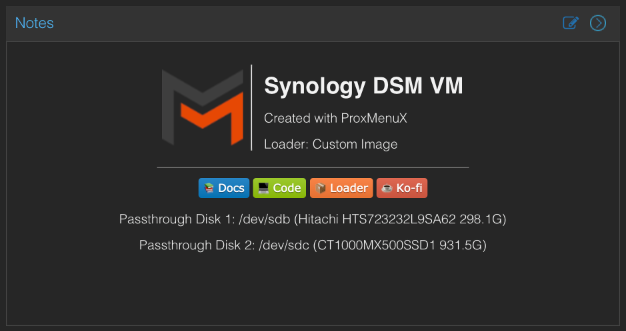 Notes
Synology DSM VM
Created with ProxMenuX
Loader: Custom Image
Docs Code Loader Ko-fi
Passthrough Disk 1: /dev/sdb (Hitachi HTS723232L9SA62 298.1G)
Passthrough Disk 2: /dev/sdc (CT1000MX500SSD1 931.5G)